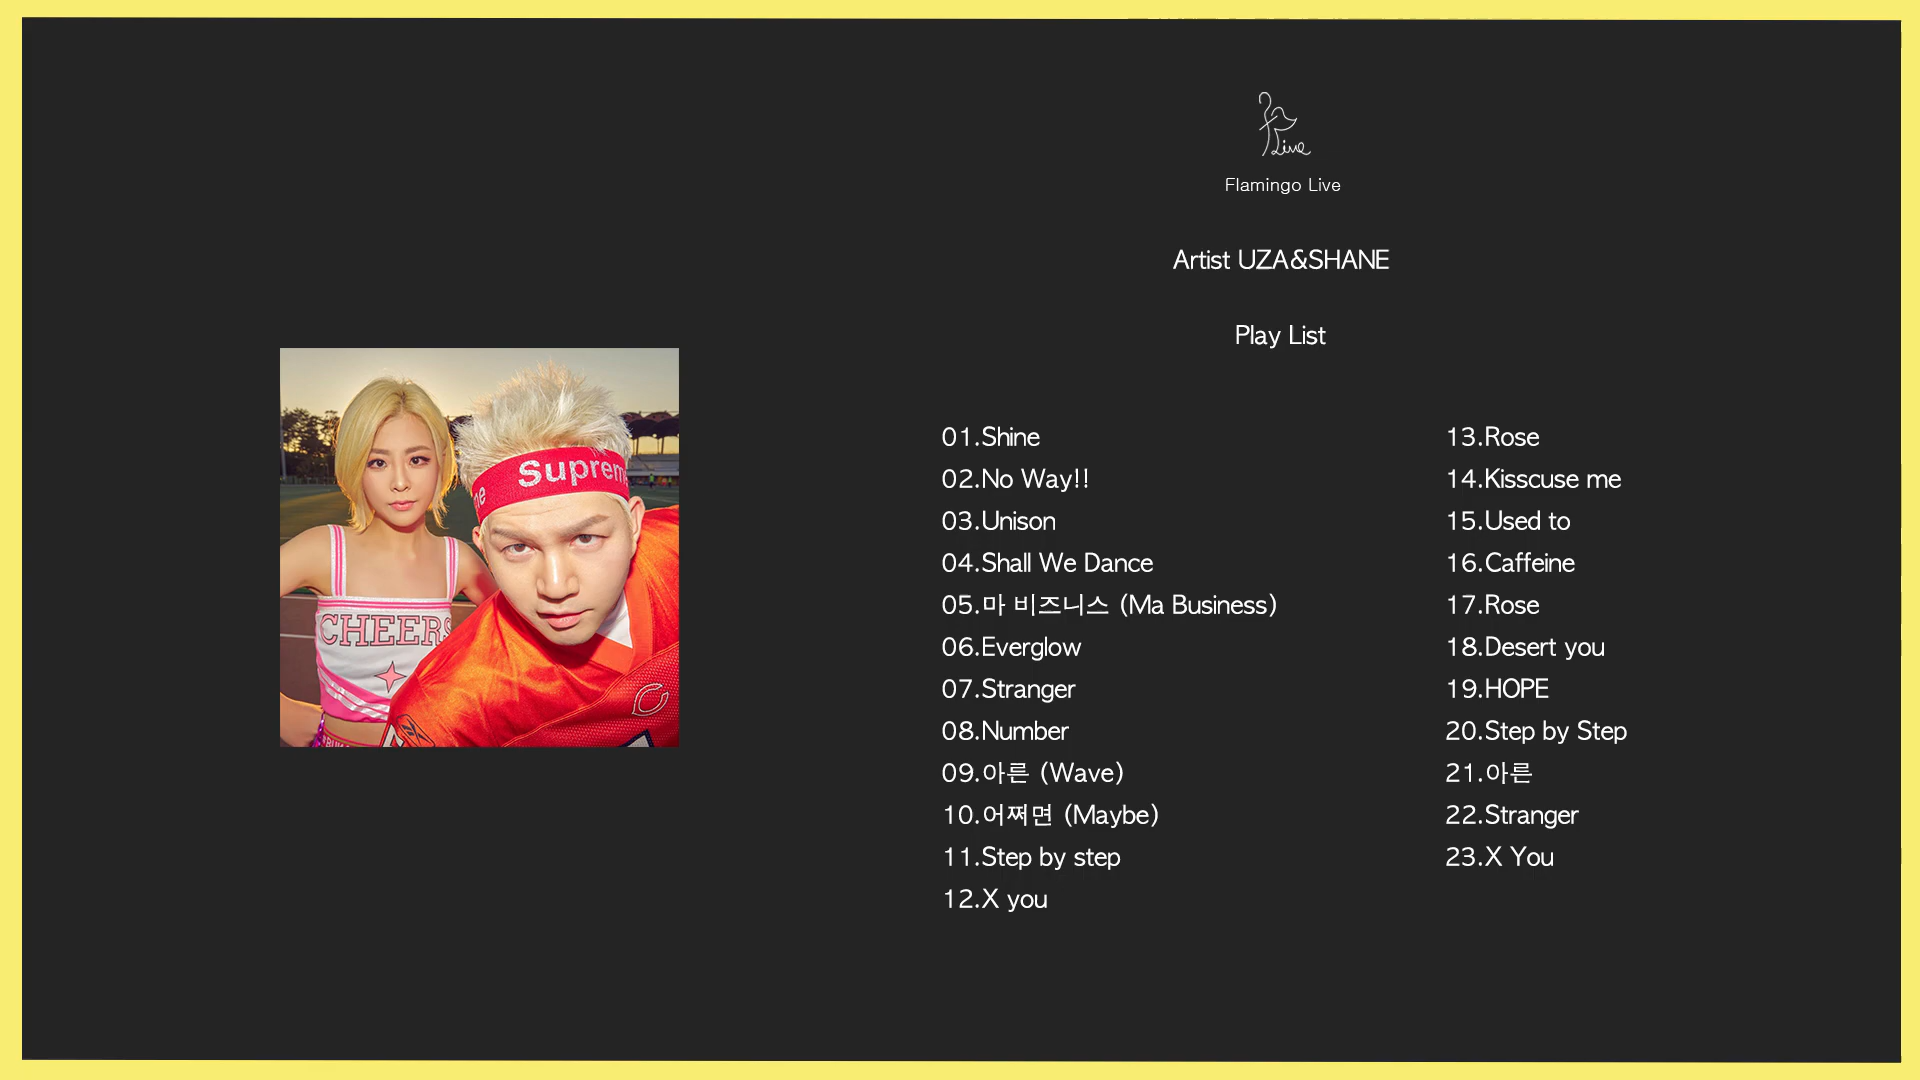 Live
Flamingo Live
Artist UZA&SHANE
Play List
01.Shine
02.No Way!!
03.Unison
04.Shall We Dance
05.마 비즈니스 (Ma Business)
06.Everglow
07.Stranger
08.Number
09.아른 (Wave)
10.어쩌면 (Maybe)
11.Step by step
12.X you
13.Rose
14.Kisscuse me
15.Used to
16.Caffeine
17.Rose
18.Desert you
19.HOPE
20.Step by Step
21.아른
22.Stranger
23.X You
Suprem
CHEERS
C